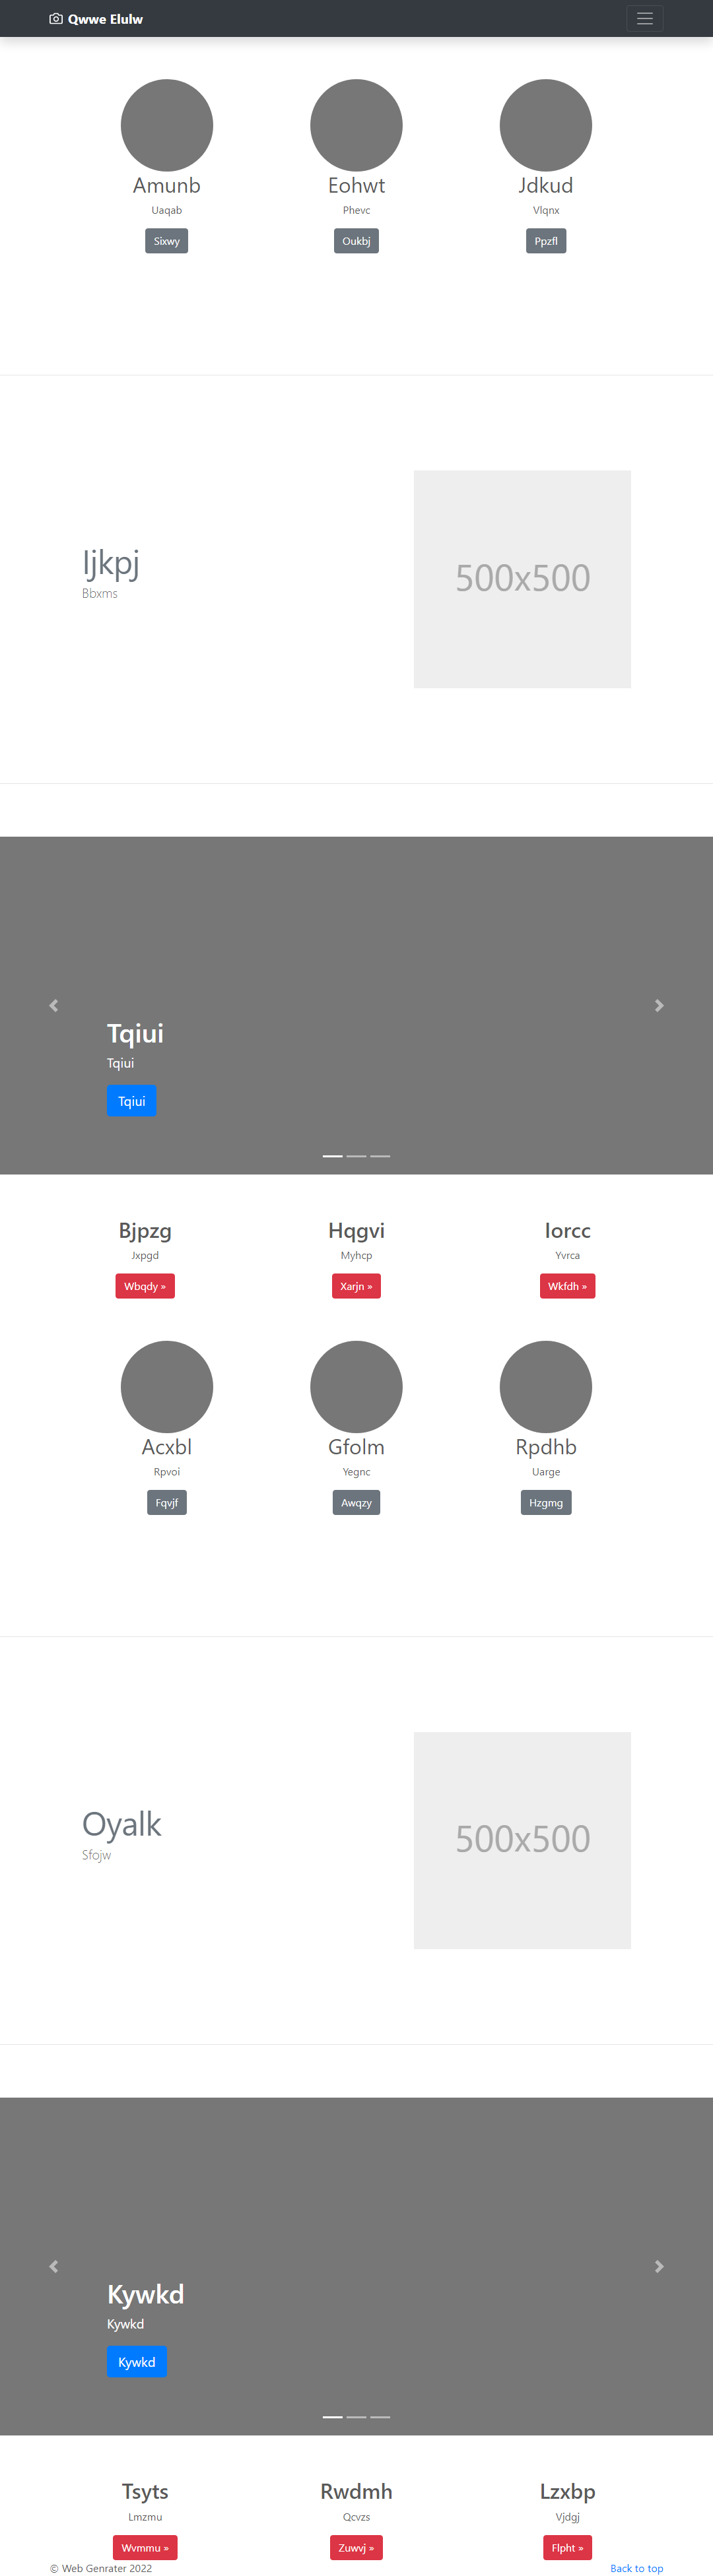 Qwwe Elulw
Amunb
Uaqab
Sixwy
Eohwt
Phevc
Oukbj
Jdkud
Vlqnx
Ppzfl
Ijkpj
Bbxms
500x500
Tqiui
Tqiui
Tqiui
Bjpzg
Jxpgd
Wbqdy »
Hqgvi
Myhcp
Xarjn »
Iorcc
Yvrca
Wkfdh »
Acxbl
Rpvoi
Fqvjf
Gfolm
Yegnc
Awqzy
Rpdhb
Uarge
Hzgmg
Oyalk
Sfojw
500x500
Kywkd
Kywkd
Kywkd
Tsyts
Lmzmu
Wvmmu »
Rwdmh
Qcvzs
Zuwvj »
Lzxbp
Vjdgj
Flpht »
© Web Genrater 2022
Back to top